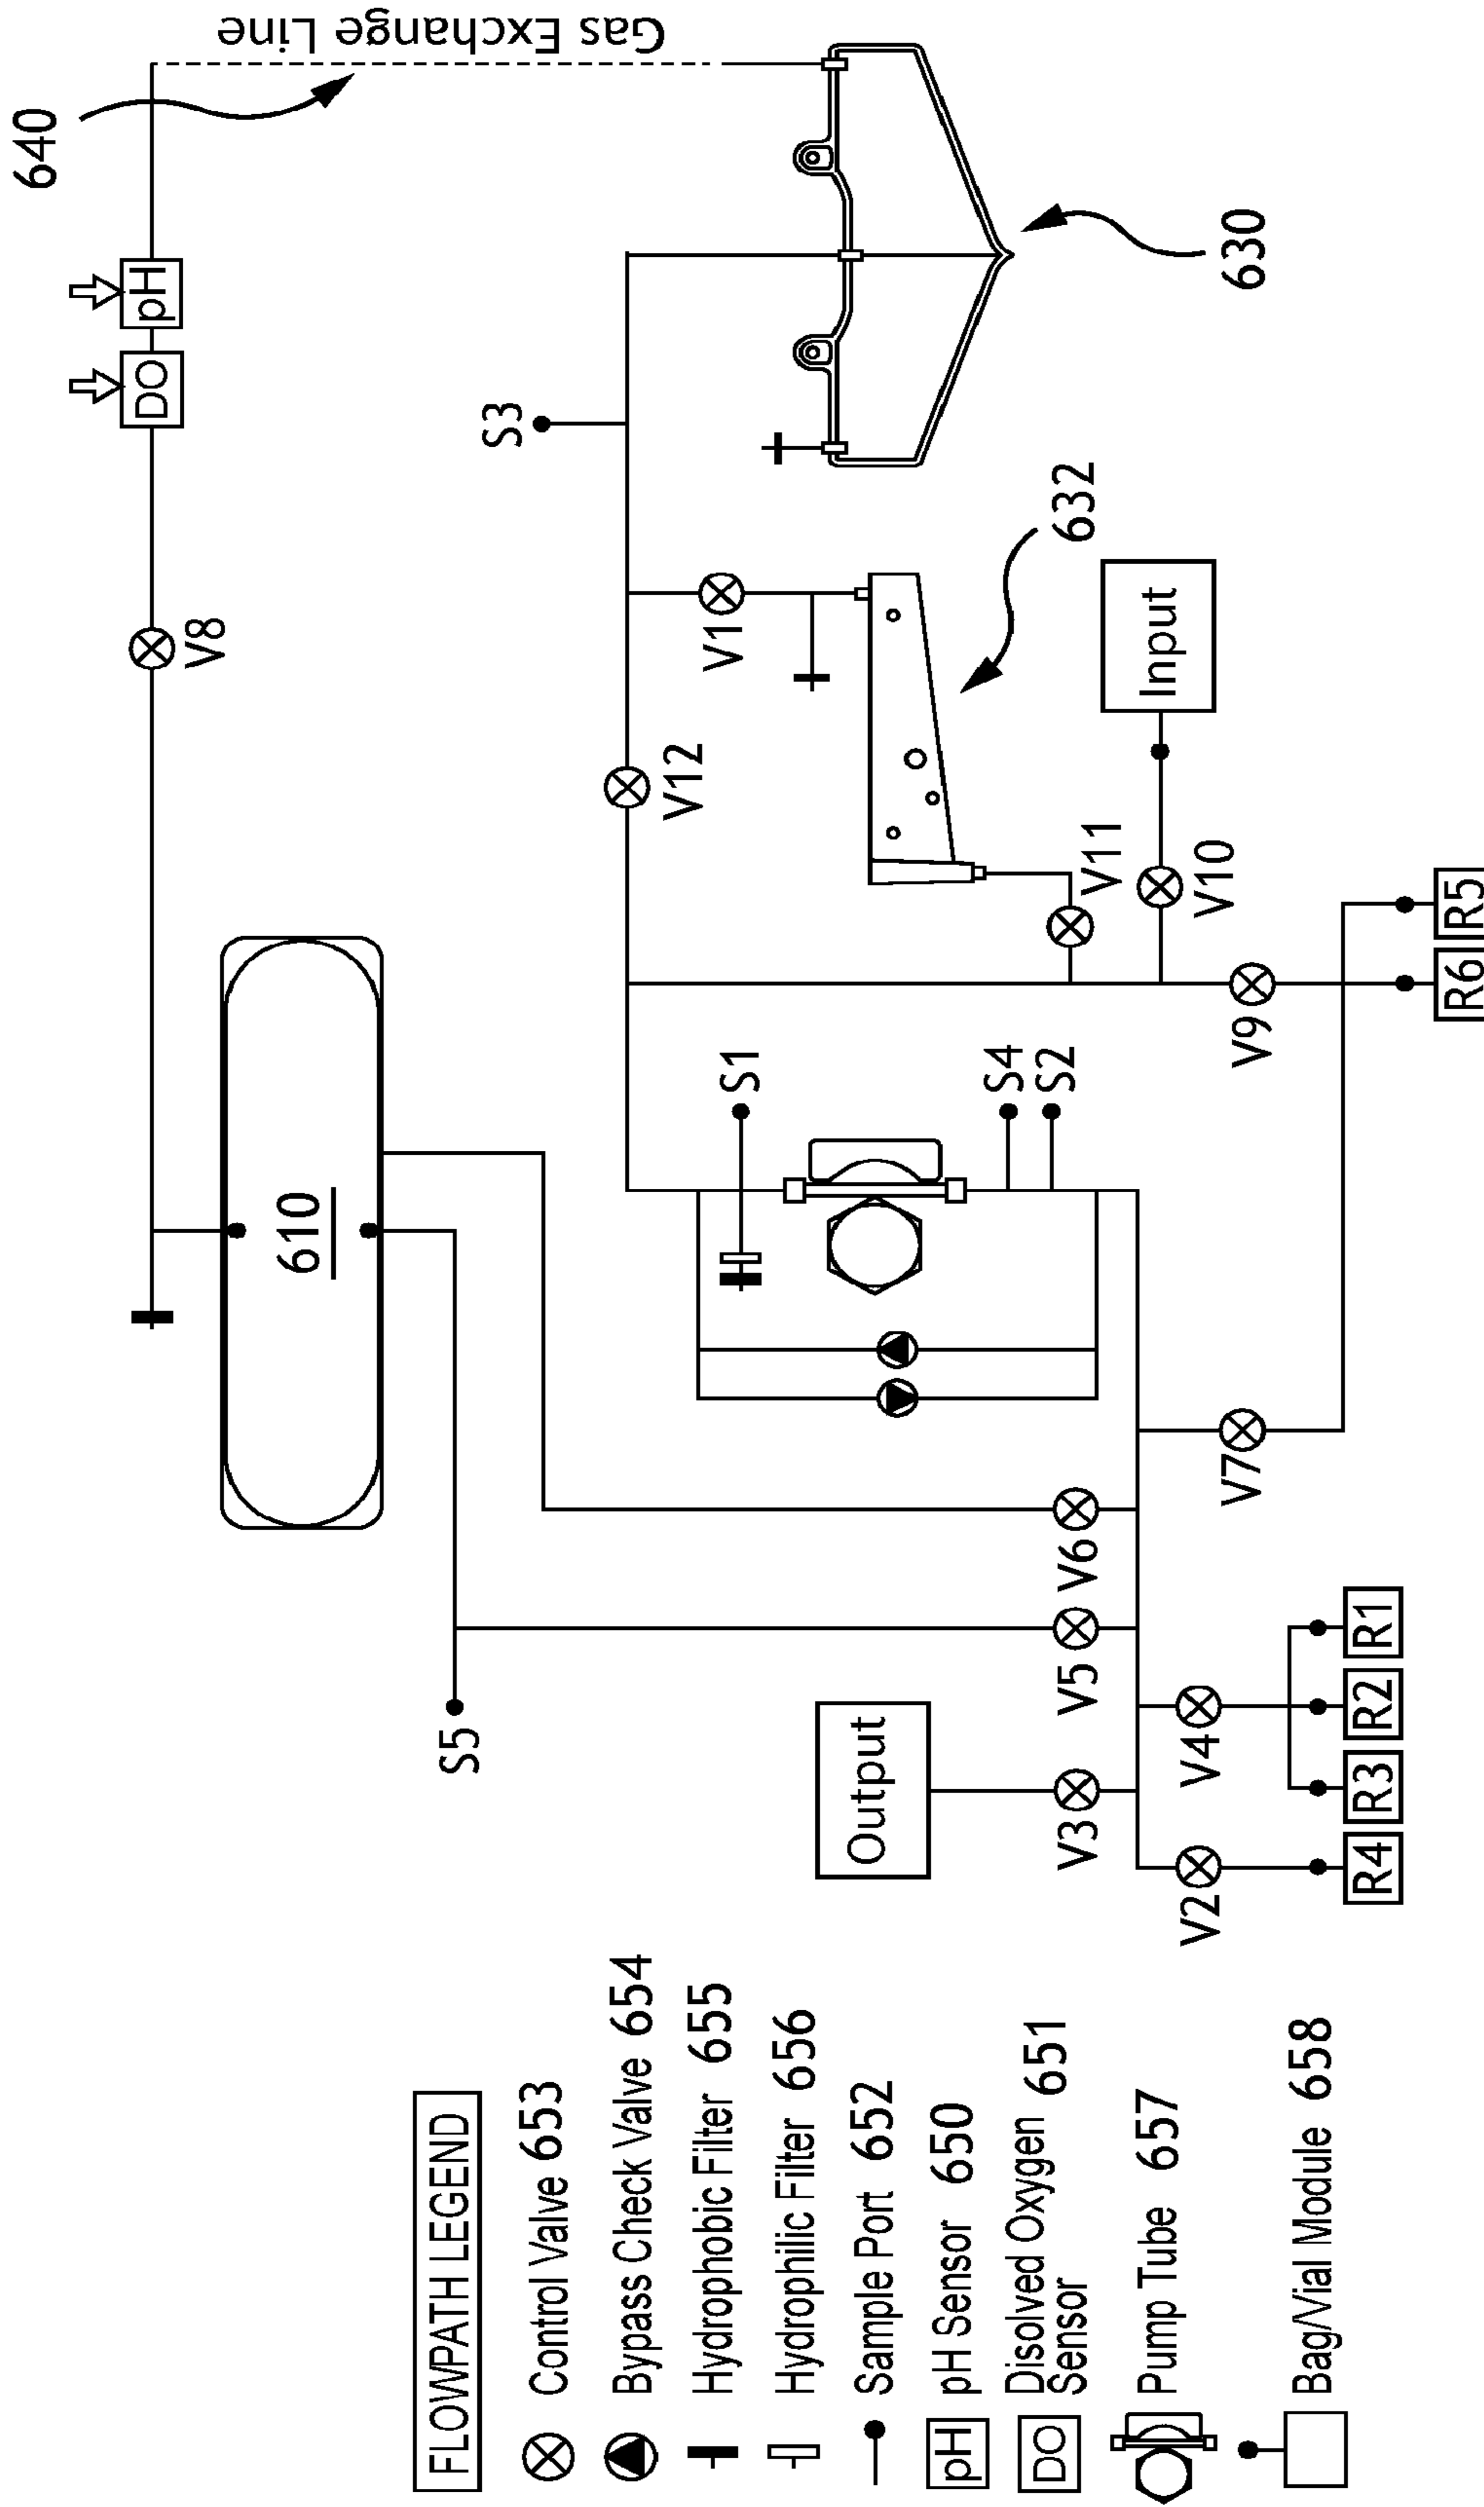 FLOWPATH LEGEND
Control Valve 653
Bypass Check Valve 654
Hydrophobic Filter 655
Hydrophilic Filter 656
Sample Port 652
pH
pH Sensor 650
DO
Disolved Oxygen 651
Sensor
Pump Tube 657
Bag/Vial Module 658
640
Gas Exchange Line
pH
DO
V8
610
S5
S3
V12
V1
S1
S4
S2
632
630
Input
V11
V10
V9
V6
V5
V3
Output
V7
V4
V2
R4
R3
R2
R1
R6
R5